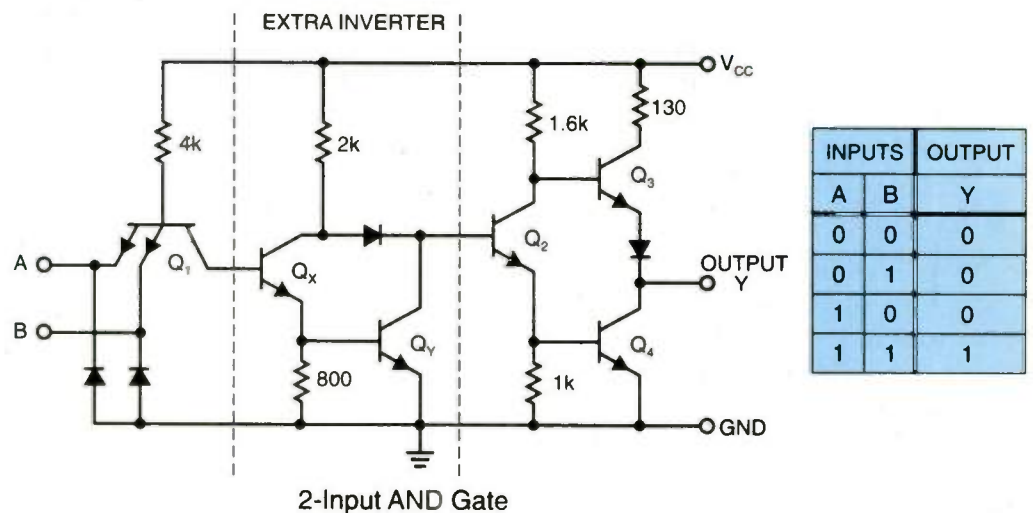 EXTRA INVERTER
V_CC
4k
2k
1.6k
130
Q_1
Q_X
Q_Y
Q_2
Q_3
Q_4
A
B
800
1k
OUTPUT
Y
GND
2-Input AND Gate
INPUTS OUTPUT
A B Y
0 0 0
0 1 0
1 0 0
1 1 1